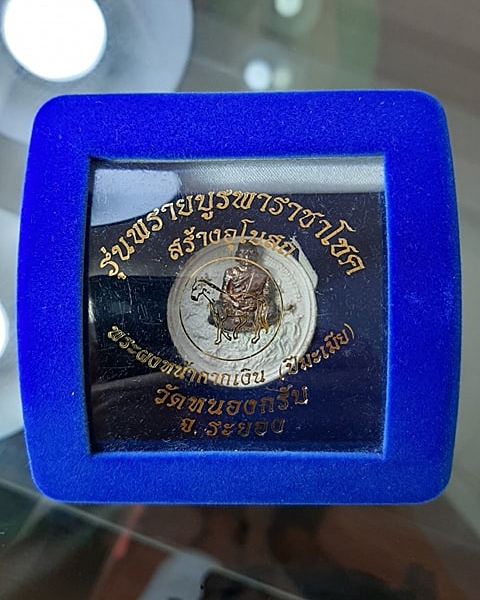 รุ่นพรายบูรพาราชาโชค
สร้างอุโบสถ
พระผงหน้ากากเงิน (ปีมะเมีย)
วัดหนองกรับ
จ. ระยอง